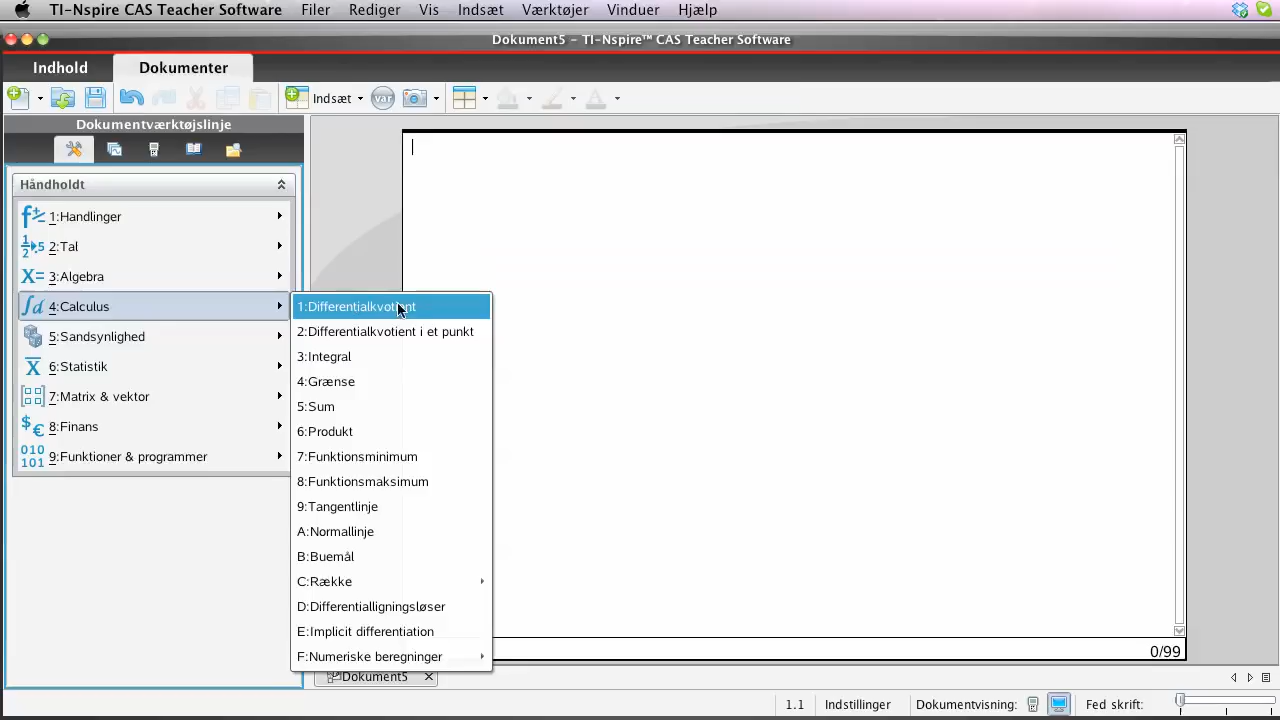 TI-Nspire CAS Teacher Software Filer Rediger Vis Indsæt Værktøjer Vinduer Hjælp
Dokument5 – TI-Nspire™ CAS Teacher Software
Indhold Dokumenter
Indsæt var
Dokumentværktøjslinje
Håndholdt
1:Handlinger
2:Tal
3:Algebra
4:Calculus
5:Sandsynlighed
6:Statistik
7:Matrix & vektor
8:Finans
9:Funktioner & programmer
1:Differentialkvotient
2:Differentialkvotient i et punkt
3:Integral
4:Grænse
5:Sum
6:Produkt
7:Funktionsminimum
8:Funktionsmaksimum
9:Tangentlinje
A:Normallinje
B:Buemål
C:Række
D:Differentialligningsløser
E:Implicit differentiation
F:Numeriske beregninger
0/99
Dokument5
1.1 Indstillinger Dokumentvisning: Fed skrift: